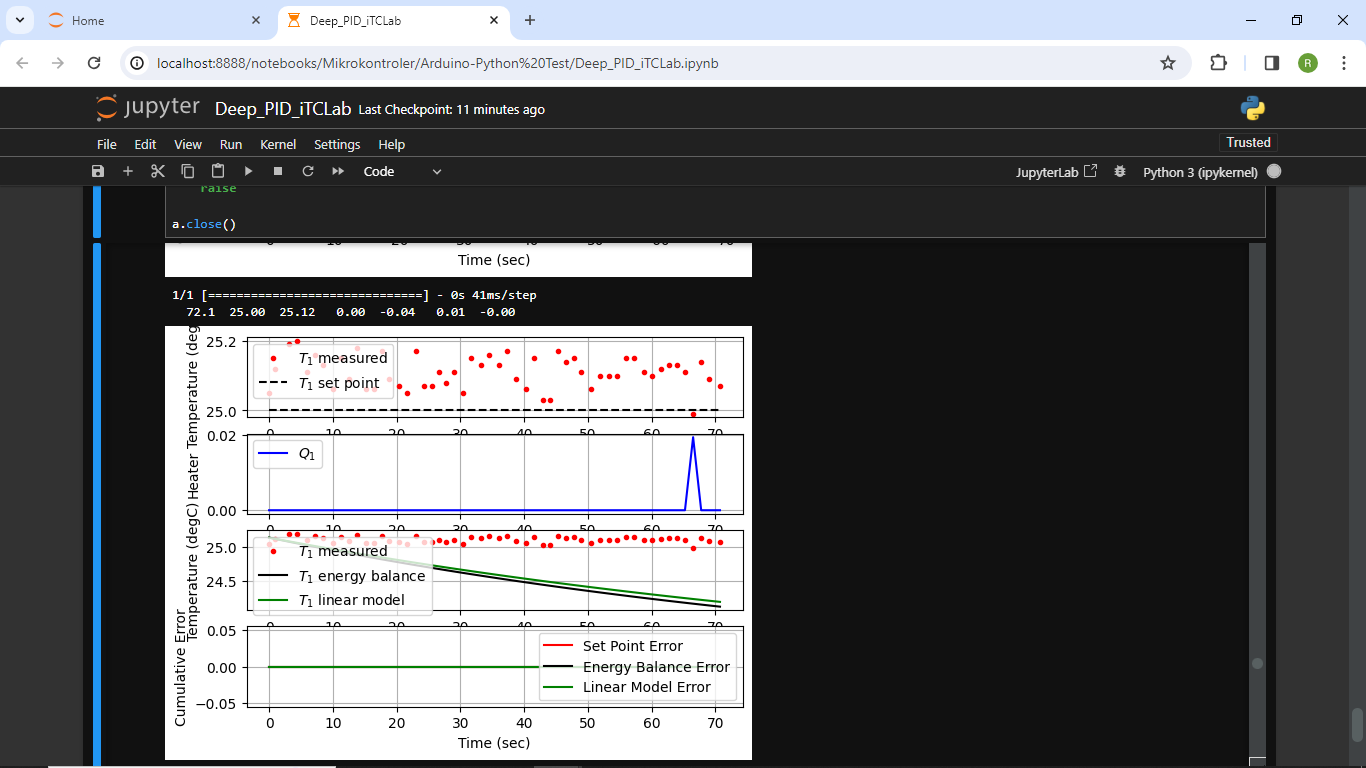 Home
Deep_PID_iTCLab
localhost:8888/notebooks/Mikrokontroler/Arduino-Python%20Test/Deep_PID_iTCLab.ipynb
R
jupyter Deep_PID_iTCLab Last Checkpoint: 11 minutes ago
File Edit View Run Kernel Settings Help Trusted
Code JupyterLab Python 3 (ipykernel)
raise
a.close()
0 10 20 30 40 50 60 70
Time (sec)
1/1 [==============================] - 0s 41ms/step
72.1 25.00 25.12 0.00 -0.04 0.01 -0.00
Temperature (deg
25.2
25.0
T1 measured
T1 set point
0 10 20 30 40 50 60 70
Heater
0.02
0.00
Q1
0 10 20 30 40 50 60 70
Temperature (degC)
25.0
24.5
T1 measured
T1 energy balance
T1 linear model
0 10 20 30 40 50 60 70
Cumulative Error
0.05
0.00
−0.05
Set Point Error
Energy Balance Error
Linear Model Error
0 10 20 30 40 50 60 70
Time (sec)